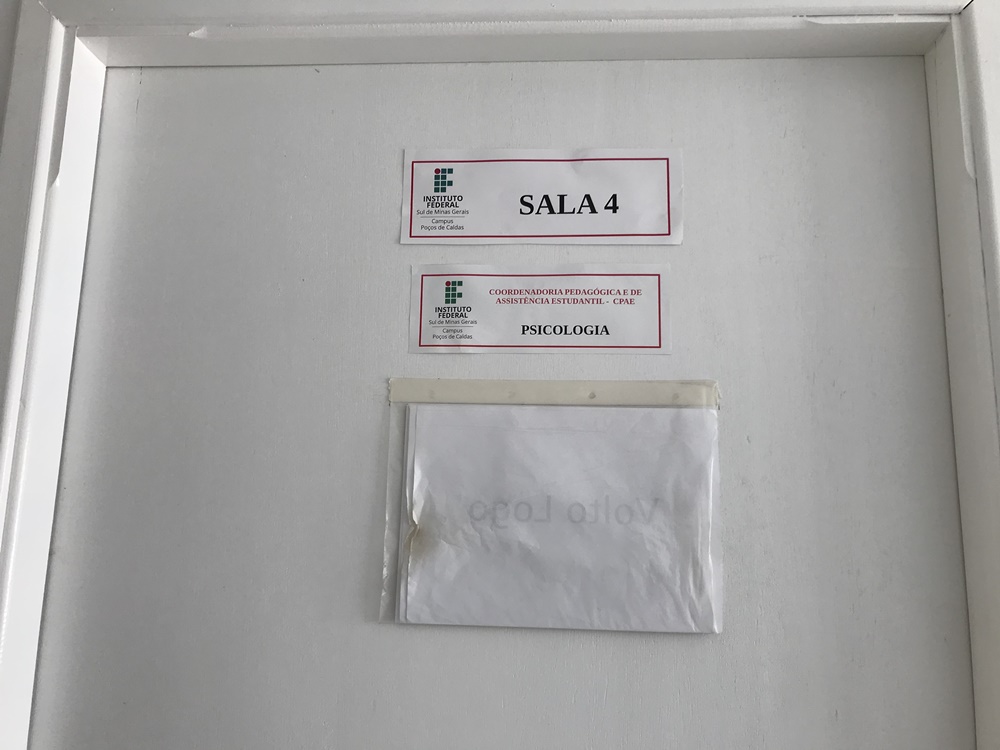 INSTITUTO
FEDERAL
Sul de Minas Gerais
Campus
Poços de Caldas
SALA 4
INSTITUTO
FEDERAL
Sul de Minas Gerais
Campus
Poços de Caldas
COORDENADORIA PEDAGÓGICA E DE
ASSISTÊNCIA ESTUDANTIL - CPAE
PSICOLOGIA
Volto Logo